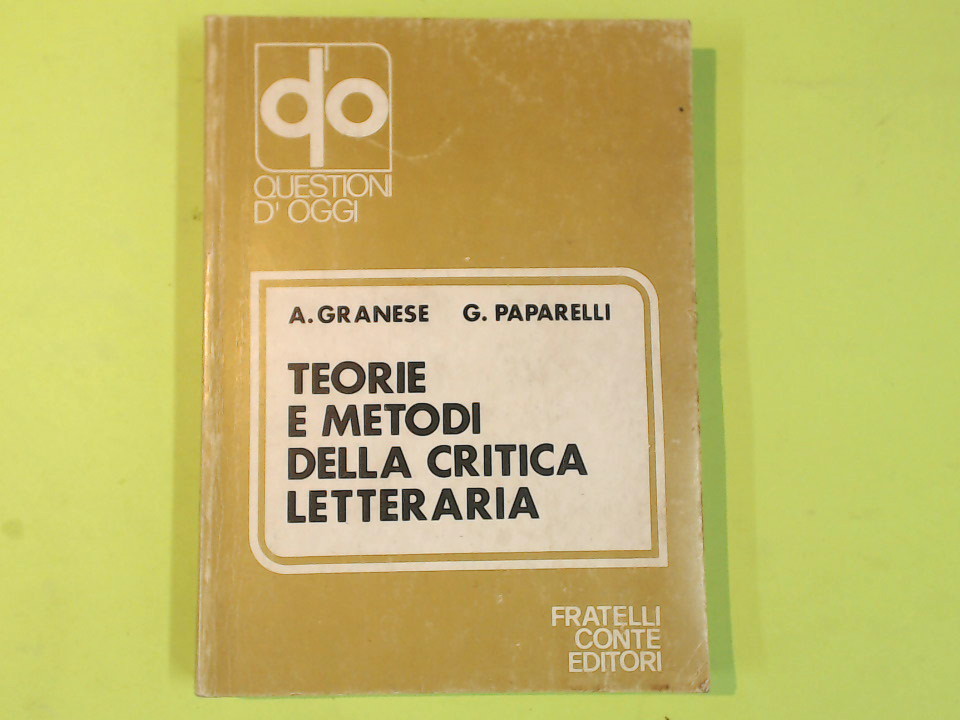 qo
QUESTIONI
D' OGGI
A. GRANESE G. PAPARELLI
TEORIE
E METODI
DELLA CRITICA
LETTERARIA
FRATELLI
CONTE
EDITORI